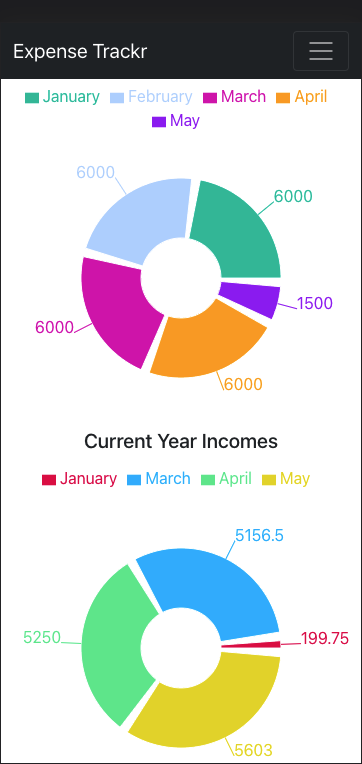 Expense Trackr
January February March April
May
6000
6000
1500
6000
6000
Current Year Incomes
January March April May
5156.5
199.75
5250
5603